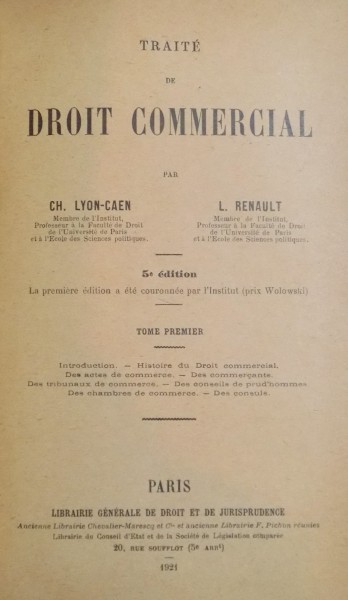 TRAITÉ
DE
DROIT COMMERCIAL
PAR
CH. LYON-CAEN
Membre de l'Institut,
Professeur à la Faculté de Droit
de l'Université de Paris
et à l'Ecole des Sciences politiques.
L. RENAULT
Membre de l'Institut,
Professeur à la Faculté de Droit
de l'Université de Paris
et à l'Ecole des Sciences politiques.
5e édition
La première édition a été couronnée par l'Institut (prix Wolowski)
TOME PREMIER
Introduction. — Histoire du Droit commercial.
Des actes de commerce. — Des commerçants.
Des tribunaux de commerce. — Des conseils de prud'hommes
Des chambres de commerce. — Des consuls.
PARIS
LIBRAIRIE GÉNÉRALE DE DROIT ET DE JURISPRUDENCE
Ancienne Librairie Chevalier-Marescq et Cie et ancienne Librairie F. Pichon réunies
Librairie du Conseil d'Etat et de la Société de Législation comparée
20, RUE SOUFFLOT (5e ARRt)
1921